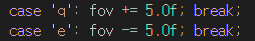 case 'q': fov += 5.0f; break;
case 'e': fov -= 5.0f; break;